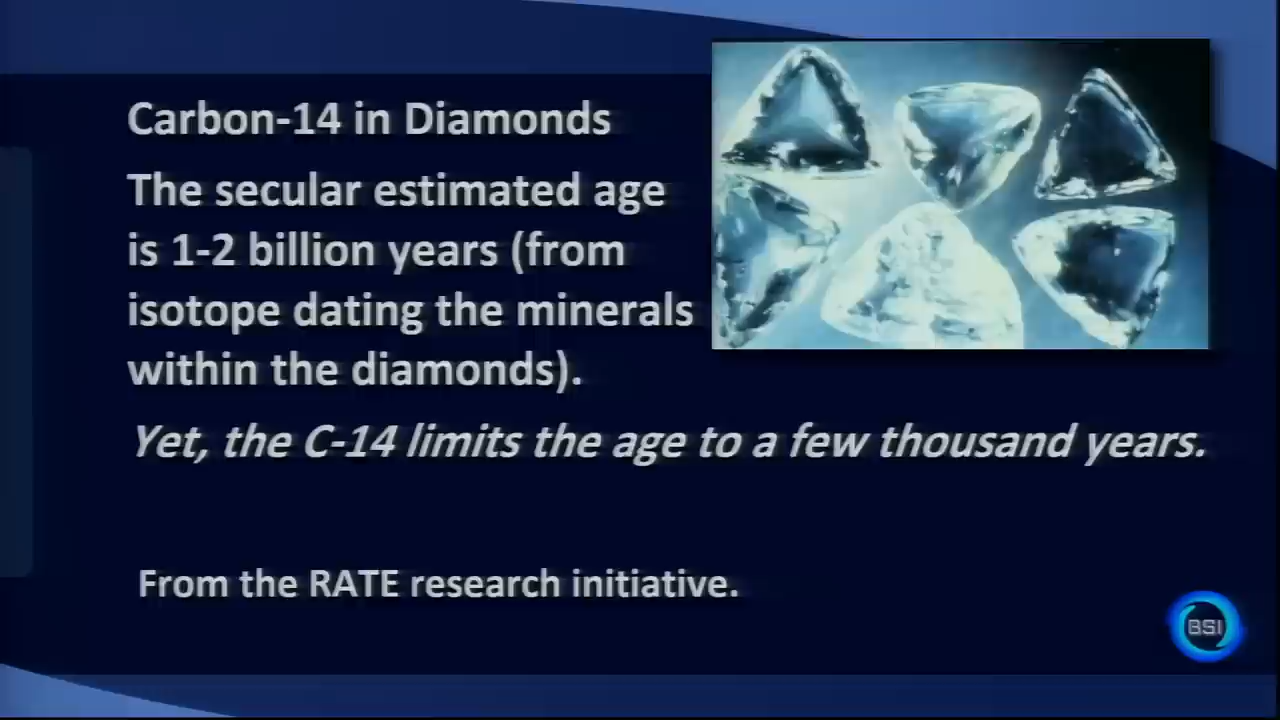 Carbon-14 in Diamonds
The secular estimated age
is 1-2 billion years (from
isotope dating the minerals
within the diamonds).
Yet, the C-14 limits the age to a few thousand years.
From the RATE research initiative.
BSI